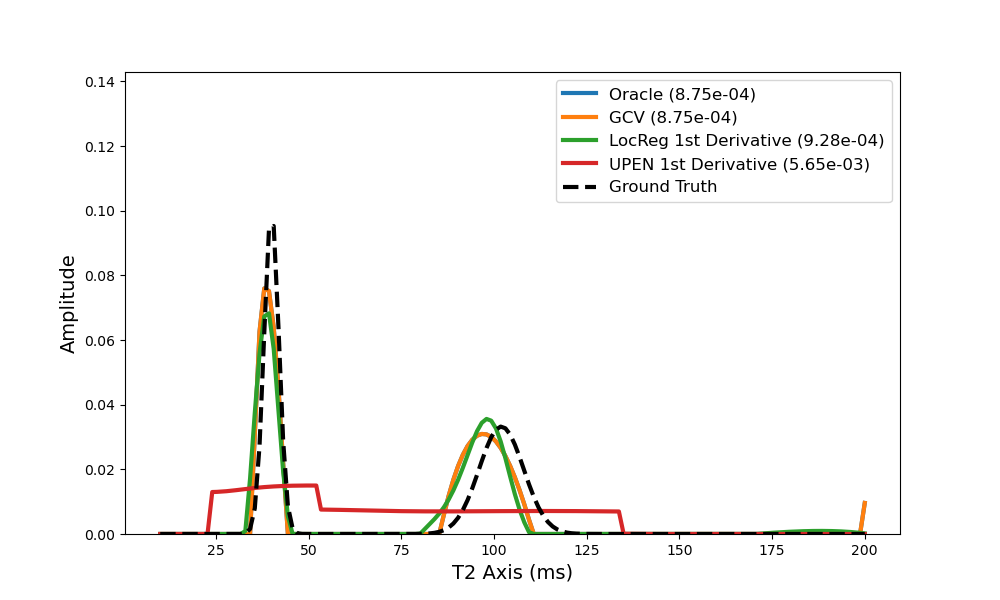 0.14
0.12
0.10
0.08
0.06
0.04
0.02
0.00
Amplitude
Oracle (8.75e-04)
GCV (8.75e-04)
LocReg 1st Derivative (9.28e-04)
UPEN 1st Derivative (5.65e-03)
Ground Truth
25 50 75 100 125 150 175 200
T2 Axis (ms)